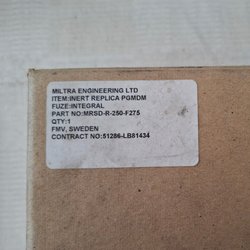 MILTRA ENGINEERING LTD
ITEM:INERT REPLICA PGMDM
FUZE:INTEGRAL
PART NO:MRSD-R-250-F275
QTY:1
FMV, SWEDEN
CONTRACT NO:51286-LB81434